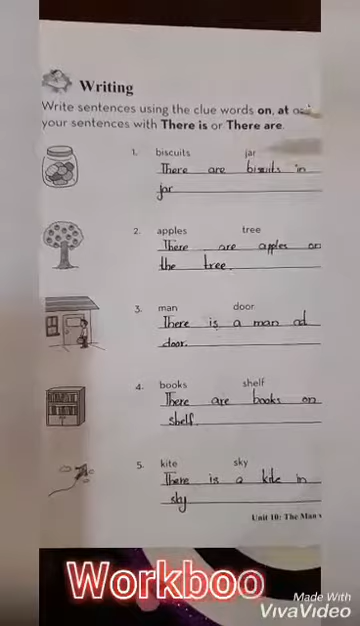 Writing
Write sentences using the clue words on, at or
your sentences with There is or There are.
1. biscuits jar
There are biscuits in
jar
2. apples tree
There are apples on
the tree.
3. man door
There is a man ad
door.
4. books shelf
There are books on
shelf.
5. kite sky
There is a kite in
sky
Unit 10: The Man
Workboo
Made With
VivaVideo